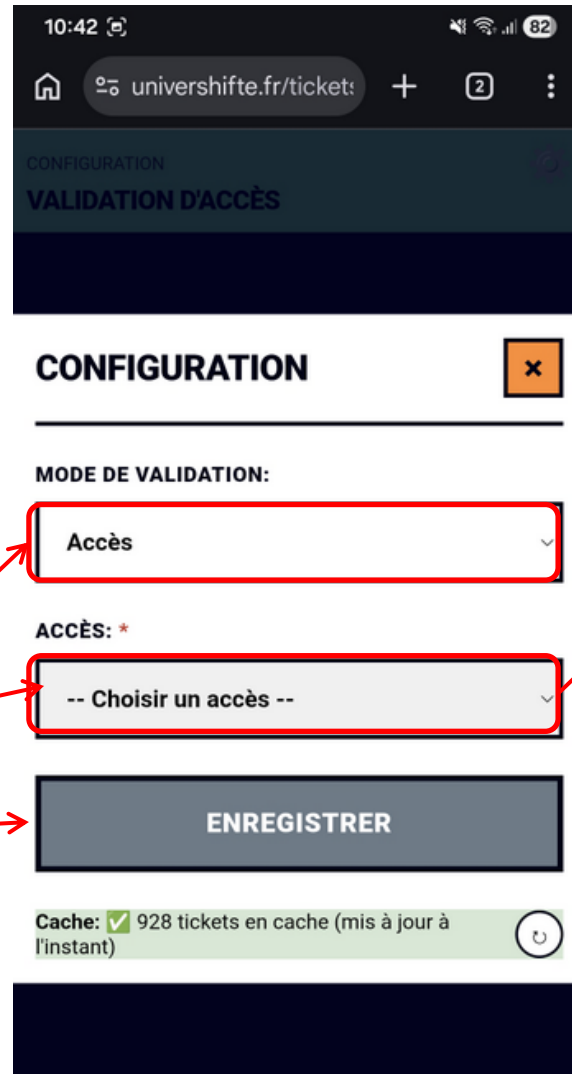 10:42
82
univershifte.fr/tickets
2
CONFIGURATION
VALIDATION D'ACCÈS
CONFIGURATION
MODE DE VALIDATION:
Accès
ACCÈS: *
-- Choisir un accès --
ENREGISTRER
Cache: ✅ 928 tickets en cache (mis à jour à
l'instant)